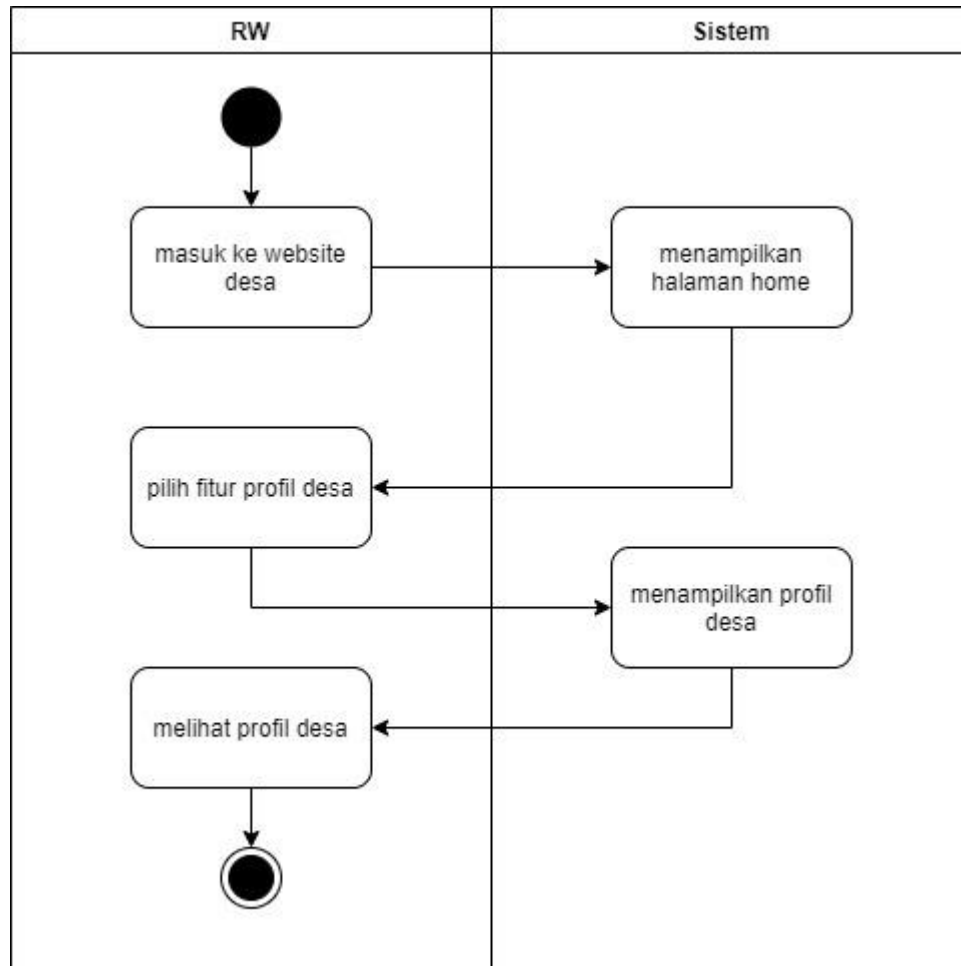 RW
Sistem
masuk ke website
desa
menampilkan
halaman home
pilih fitur profil desa
menampilkan profil
desa
melihat profil desa